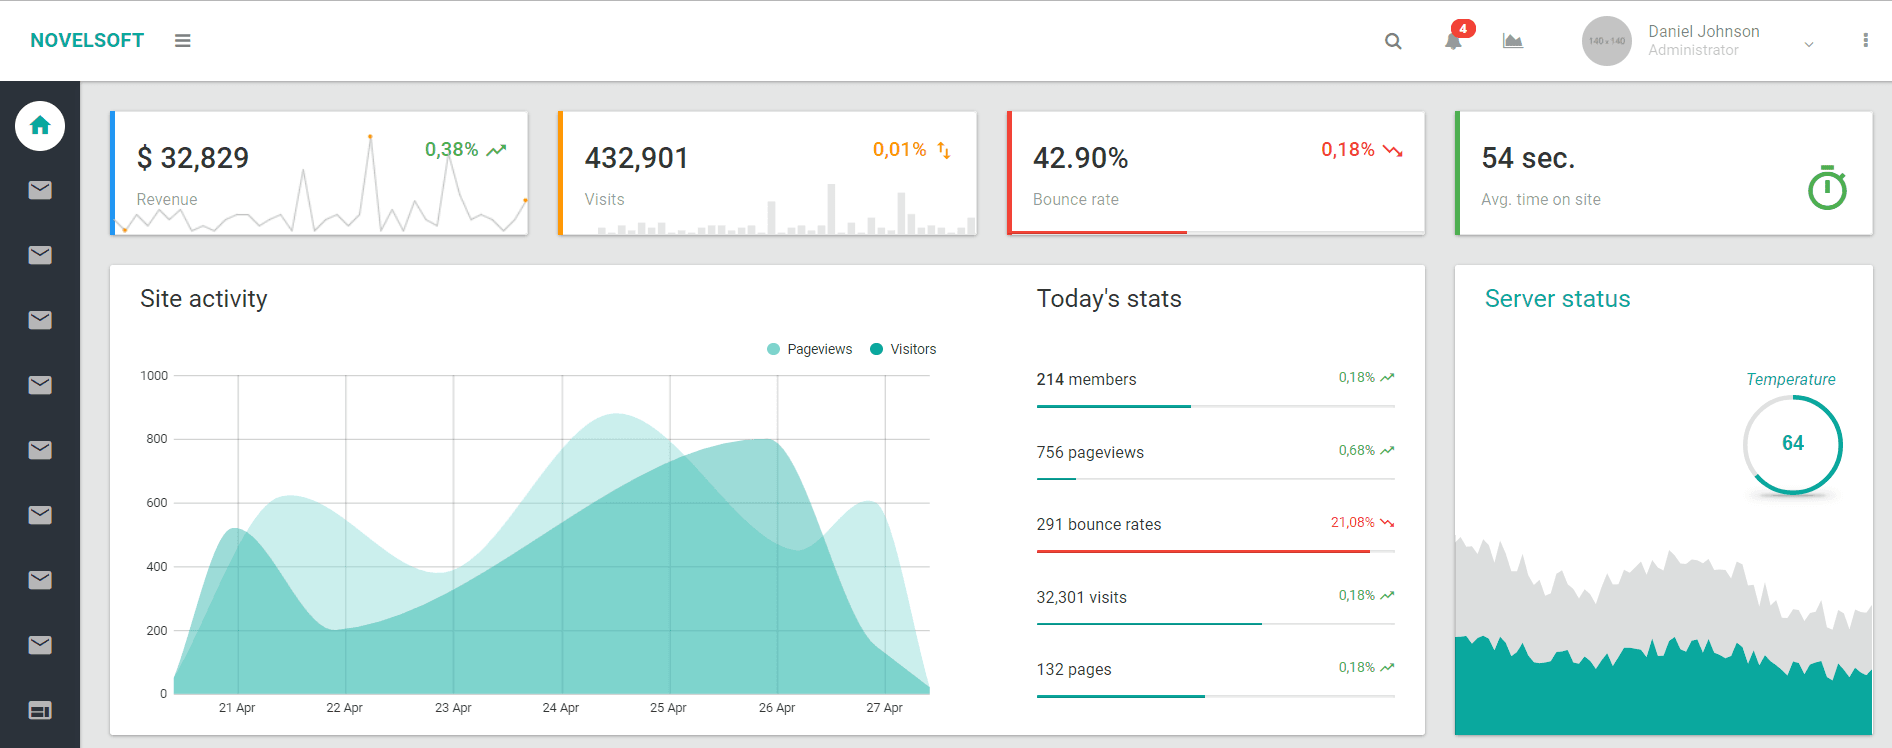 NOVELSOFT
4
140 x 140
Daniel Johnson
Administrator
$ 32,829
0,38%
Revenue
432,901
0,01%
Visits
42.90%
0,18%
Bounce rate
54 sec.
Avg. time on site
Site activity
Pageviews
Visitors
1000
800
600
400
200
0
21 Apr
22 Apr
23 Apr
24 Apr
25 Apr
26 Apr
27 Apr
Today's stats
214 members
0,18%
756 pageviews
0,68%
291 bounce rates
21,08%
32,301 visits
0,18%
132 pages
0,18%
Server status
Temperature
64